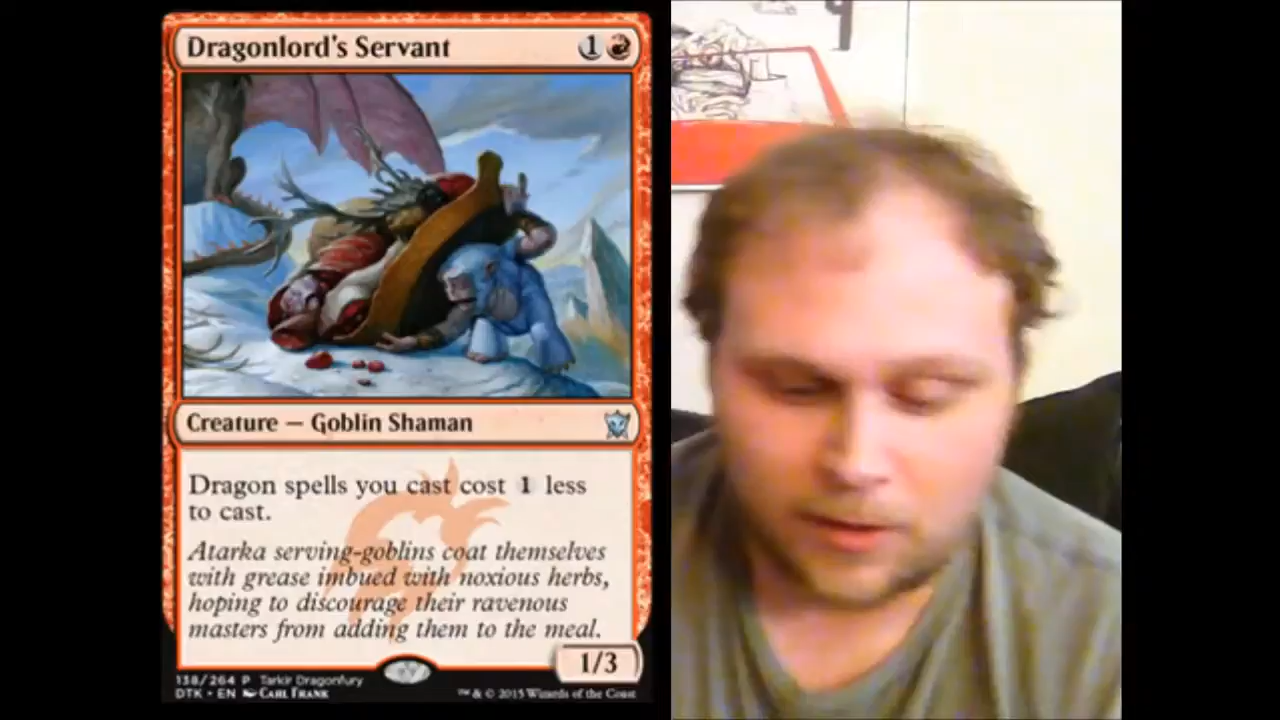 Dragonlord's Servant 1
Creature — Goblin Shaman
Dragon spells you cast cost 1 less
to cast.
Atarka serving-goblins coat themselves
with grease imbued with noxious herbs,
hoping to discourage their ravenous
masters from adding them to the meal.
1/3
138/264 P Tarkir Dragonfury
DTK • EN Carl Frank ™ & © 2015 Wizards of the Coast